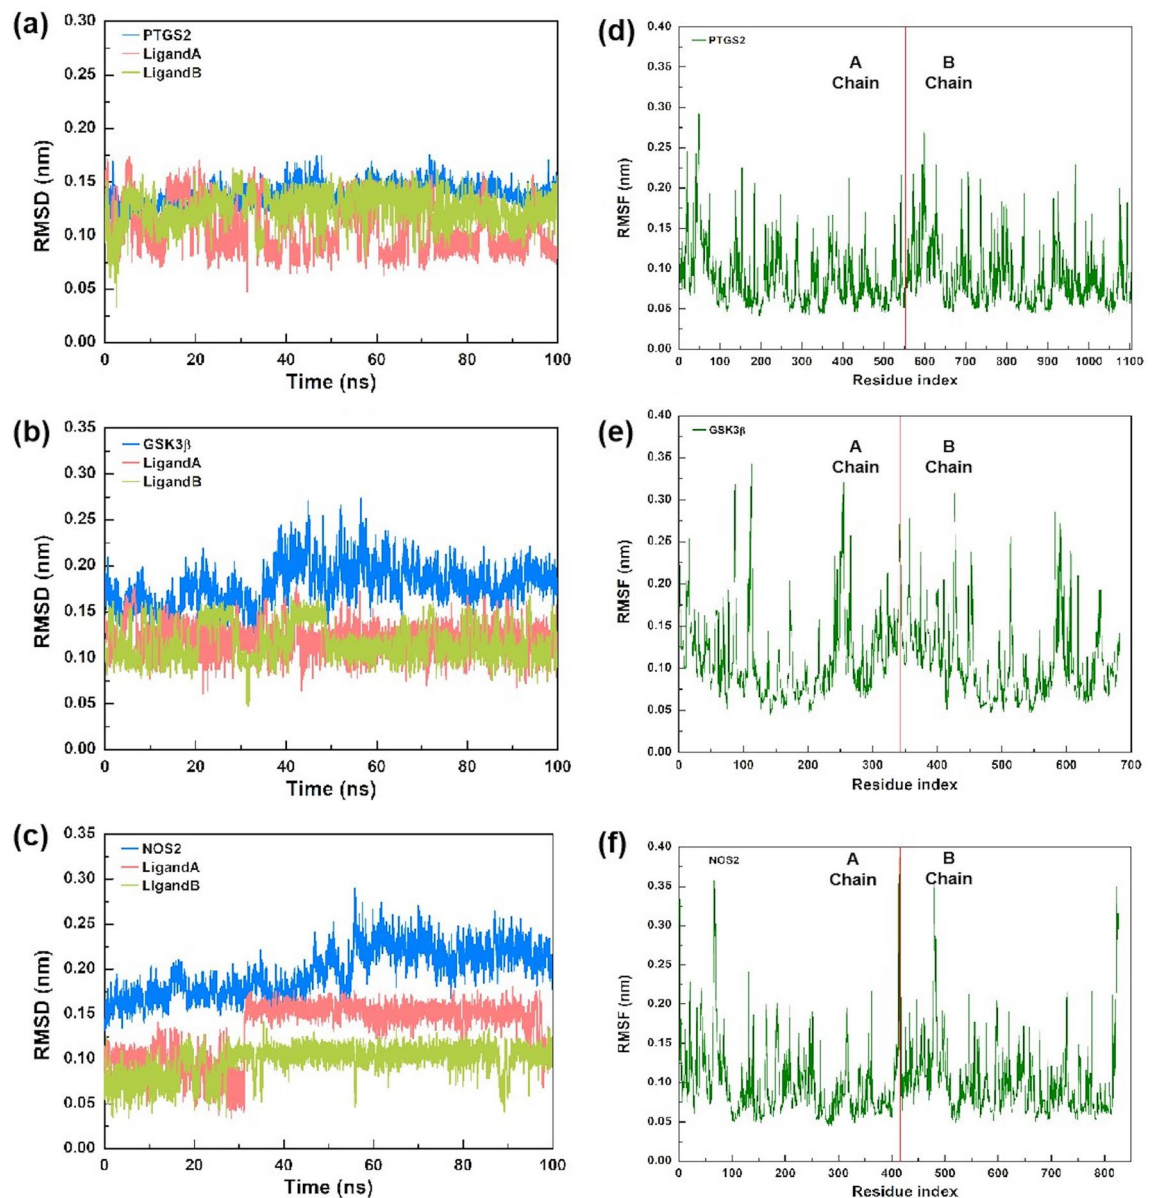 (a)
0.30
0.25
0.20
0.15
0.10
0.05
0.00
RMSD (nm)
PTGS2
LigandA
LigandB
0 20 40 60 80 100
Time (ns)
(d)
0.40
0.35
0.30
0.25
0.20
0.15
0.10
0.05
0.00
RMSF (nm)
PTGS2
A
Chain
B
Chain
0 100 200 300 400 500 600 700 800 900 1000 1100
Residue index
(b)
0.35
0.30
0.25
0.20
0.15
0.10
0.05
0.00
RMSD (nm)
GSK3β
LigandA
LigandB
0 20 40 60 80 100
Time (ns)
(e)
0.40
0.35
0.30
0.25
0.20
0.15
0.10
0.05
0.00
RMSF (nm)
GSK3β
A
Chain
B
Chain
0 100 200 300 400 500 600 700
Residue index
(c)
0.35
0.30
0.25
0.20
0.15
0.10
0.05
0.00
RMSD (nm)
NOS2
LigandA
LigandB
0 20 40 60 80 100
Time (ns)
(f)
0.40
0.35
0.30
0.25
0.20
0.15
0.10
0.05
0.00
RMSF (nm)
NOS2
A
Chain
B
Chain
0 100 200 300 400 500 600 700 800
Residue index